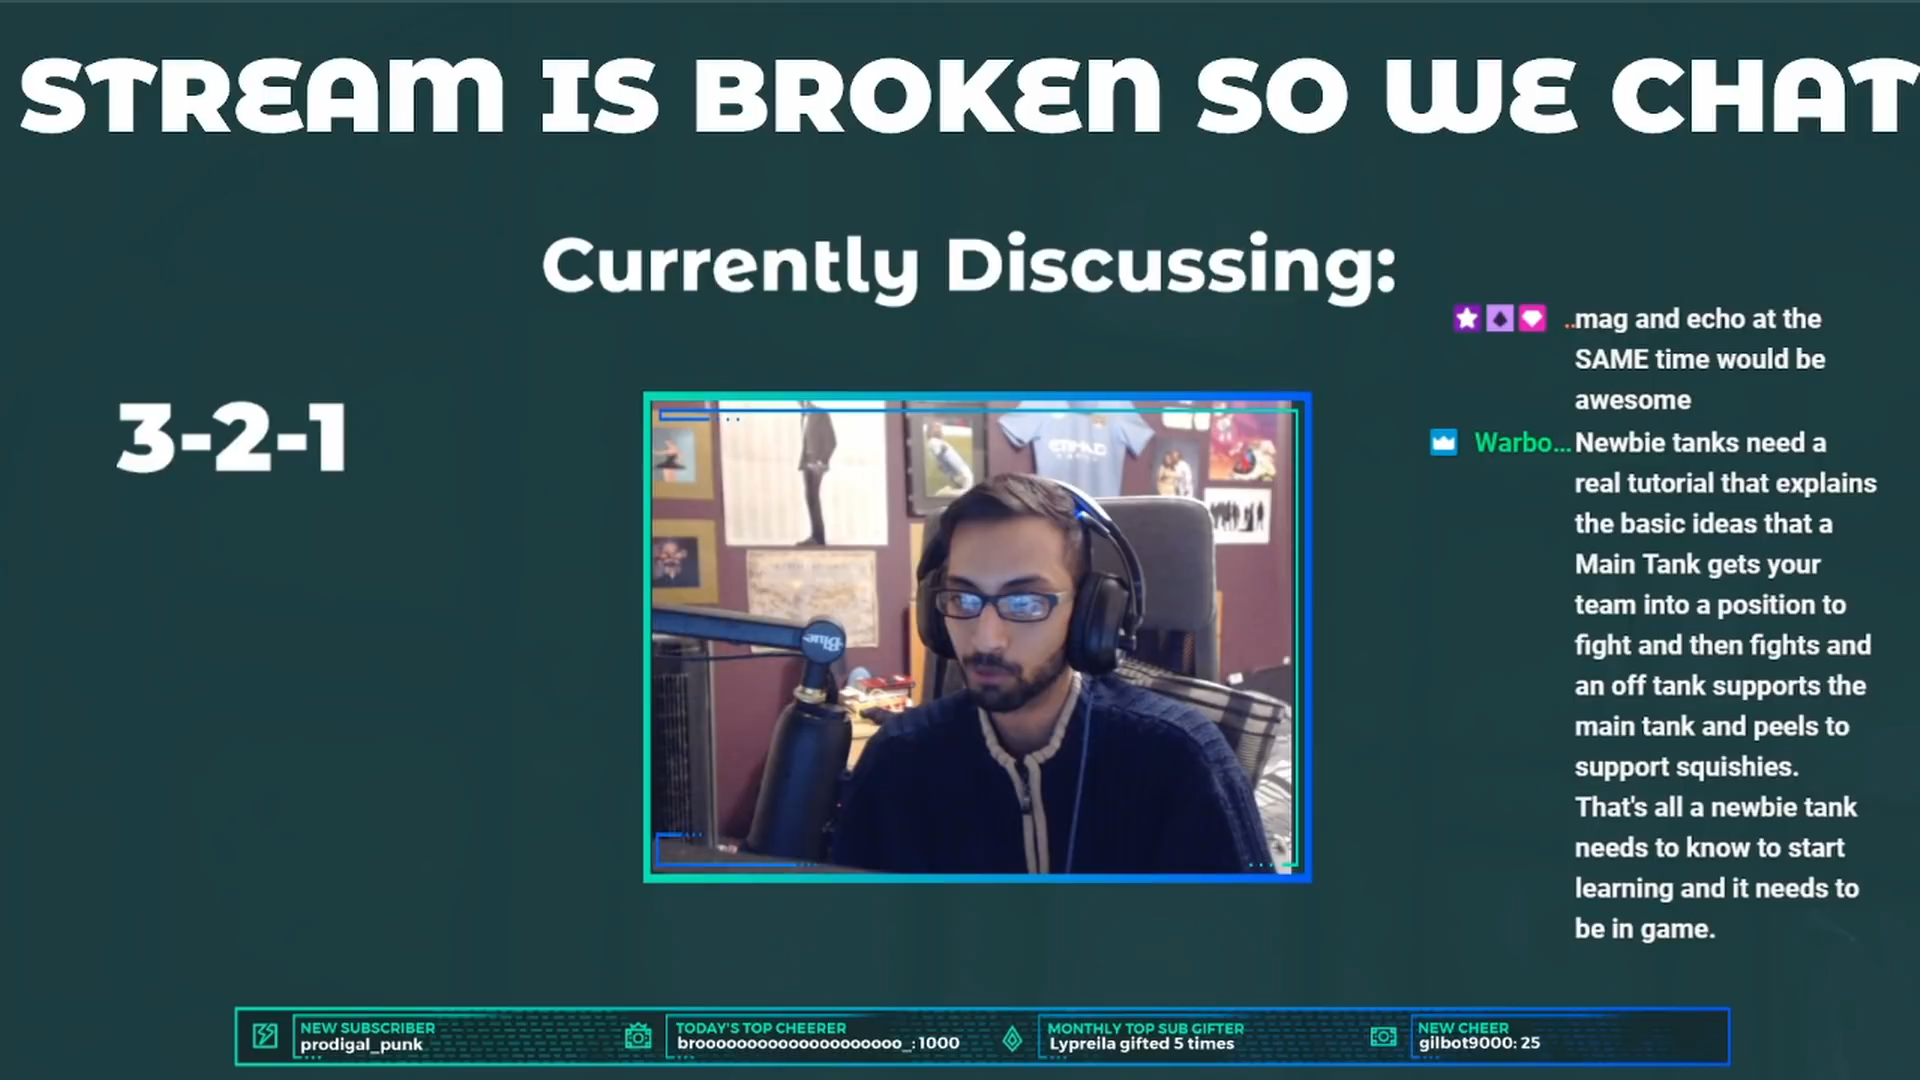 STREAM IS BROKEN SO WE CHAT
Currently Discussing:
3-2-1
ETIHAD
Blue
..mag and echo at the
SAME time would be
awesome
Warbo...Newbie tanks need a
real tutorial that explains
the basic ideas that a
Main Tank gets your
team into a position to
fight and then fights and
an off tank supports the
main tank and peels to
support squishies.
That's all a newbie tank
needs to know to start
learning and it needs to
be in game.
NEW SUBSCRIBER
prodigal_punk
TODAY'S TOP CHEERER
brooooooooooooooooooo_: 1000
MONTHLY TOP SUB GIFTER
Lypreila gifted 5 times
NEW CHEER
gilbot9000: 25